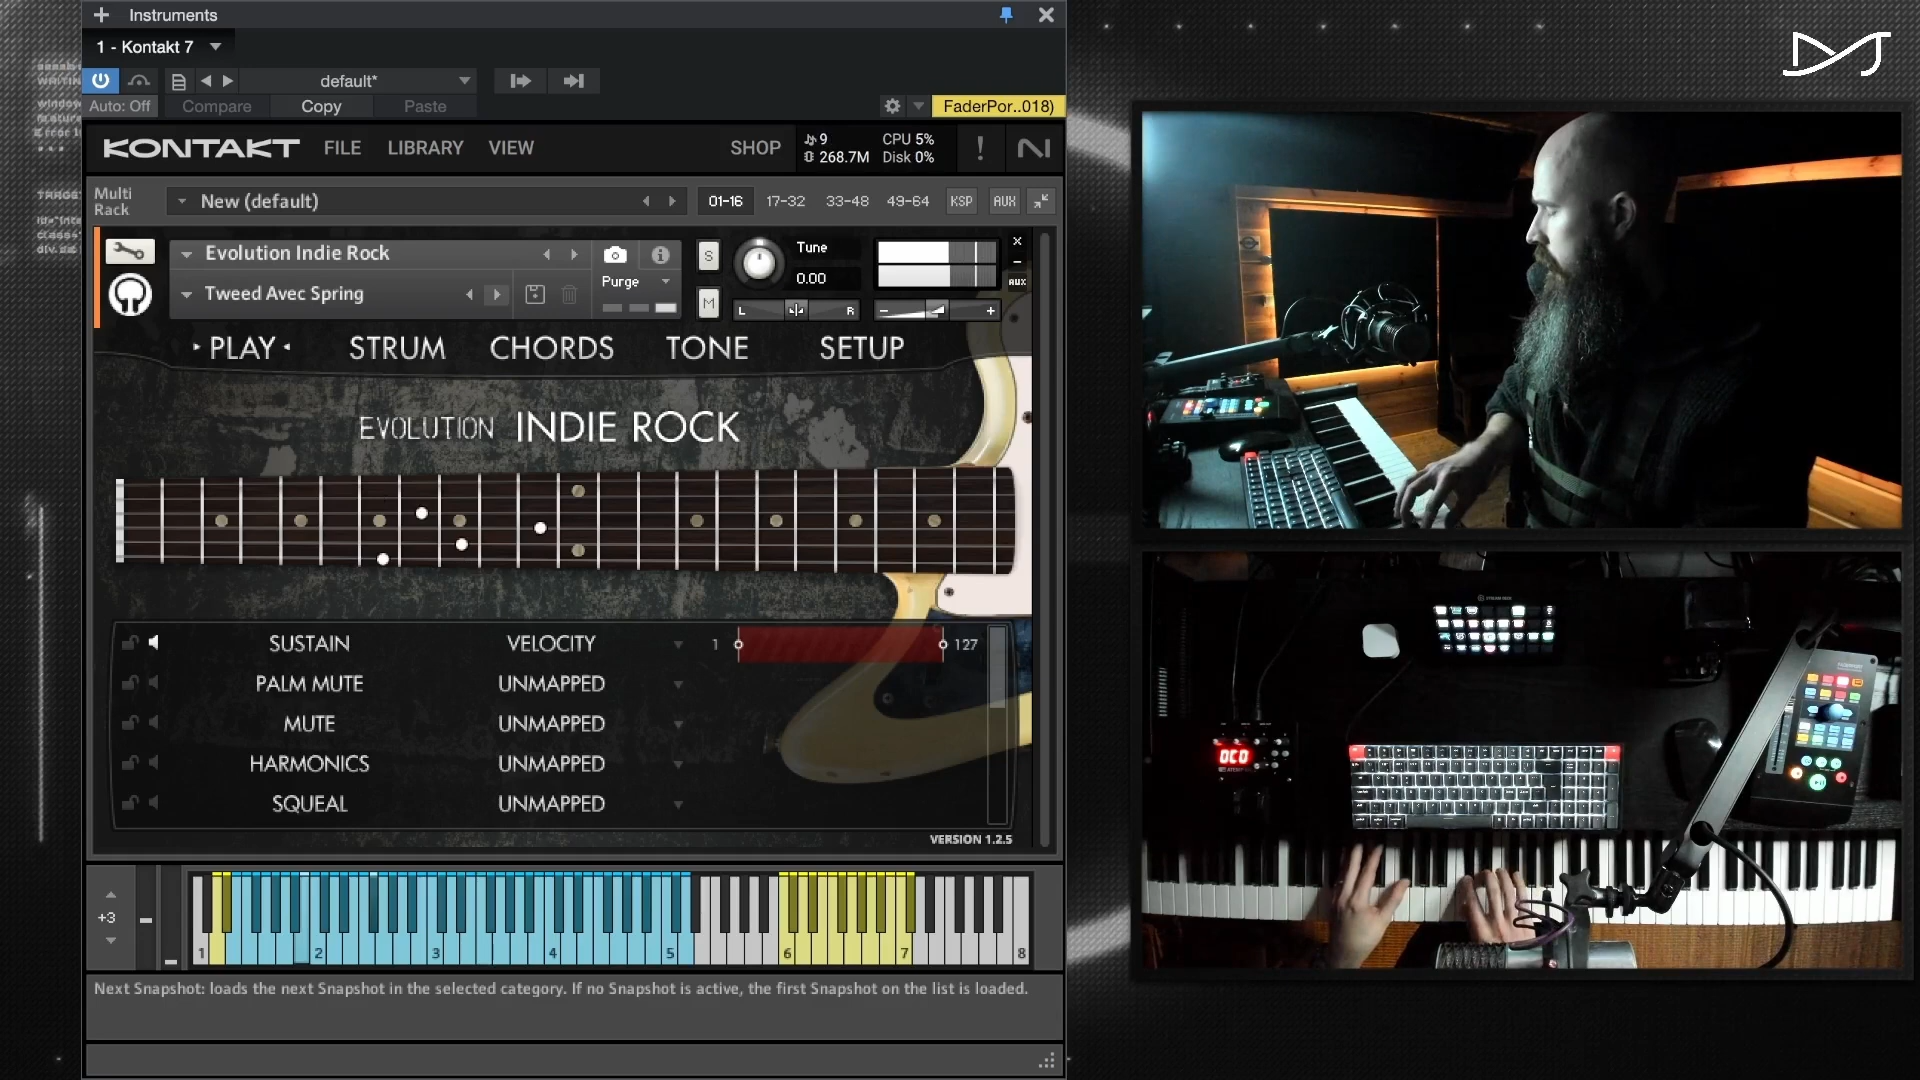 Instruments
1 - Kontakt 7
default*
Auto: Off
Compare
Copy
Paste
FaderPor..018)
KONTAKT
FILE
LIBRARY
VIEW
SHOP
9
268.7M
CPU 5%
Disk 0%
!
Multi
Rack
New (default)
01-16
17-32
33-48
49-64
KSP
AUX
Evolution Indie Rock
Tweed Avec Spring
Purge
S
M
Tune
0.00
L
R
AUX
PLAY
STRUM
CHORDS
TONE
SETUP
EVOLUTION INDIE ROCK
SUSTAIN
VELOCITY
1
127
PALM MUTE
UNMAPPED
MUTE
UNMAPPED
HARMONICS
UNMAPPED
SQUEAL
UNMAPPED
VERSION 1.2.5
+3
1
2
3
4
5
6
7
8
Next Snapshot: loads the next Snapshot in the selected category. If no Snapshot is active, the first Snapshot on the list is loaded.